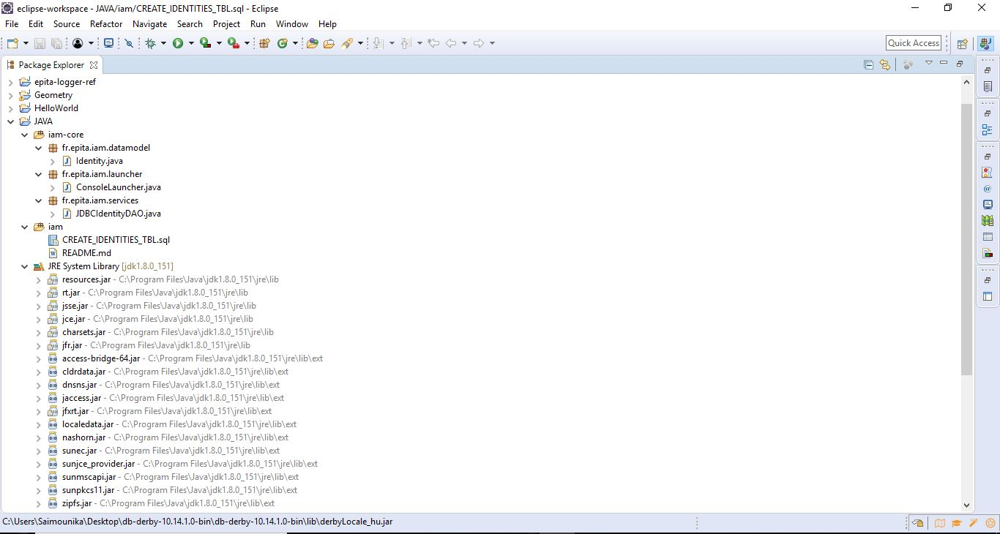 eclipse-workspace - JAVA/iam/CREATE_IDENTITIES_TBL.sql - Eclipse
File Edit Source Refactor Navigate Search Project Run Window Help
Quick Access
Package Explorer
epita-logger-ref
Geometry
HelloWorld
JAVA
iam-core
fr.epita.iam.datamodel
Identity.java
fr.epita.iam.launcher
ConsoleLauncher.java
fr.epita.iam.services
JDBCIdentityDAO.java
iam
CREATE_IDENTITIES_TBL.sql
README.md
JRE System Library [jdk1.8.0_151]
resources.jar - C:\Program Files\Java\jdk1.8.0_151\jre\lib
rt.jar - C:\Program Files\Java\jdk1.8.0_151\jre\lib
jsse.jar - C:\Program Files\Java\jdk1.8.0_151\jre\lib
jce.jar - C:\Program Files\Java\jdk1.8.0_151\jre\lib
charsets.jar - C:\Program Files\Java\jdk1.8.0_151\jre\lib
jfr.jar - C:\Program Files\Java\jdk1.8.0_151\jre\lib
access-bridge-64.jar - C:\Program Files\Java\jdk1.8.0_151\jre\lib\ext
cldrdata.jar - C:\Program Files\Java\jdk1.8.0_151\jre\lib\ext
dnsns.jar - C:\Program Files\Java\jdk1.8.0_151\jre\lib\ext
jaccess.jar - C:\Program Files\Java\jdk1.8.0_151\jre\lib\ext
jfxrt.jar - C:\Program Files\Java\jdk1.8.0_151\jre\lib\ext
localedata.jar - C:\Program Files\Java\jdk1.8.0_151\jre\lib\ext
nashorn.jar - C:\Program Files\Java\jdk1.8.0_151\jre\lib\ext
sunec.jar - C:\Program Files\Java\jdk1.8.0_151\jre\lib\ext
sunjce_provider.jar - C:\Program Files\Java\jdk1.8.0_151\jre\lib\ext
sunmscapi.jar - C:\Program Files\Java\jdk1.8.0_151\jre\lib\ext
sunpkcs11.jar - C:\Program Files\Java\jdk1.8.0_151\jre\lib\ext
zipfs.jar - C:\Program Files\Java\jdk1.8.0_151\jre\lib\ext
C:\Users\Saimounika\Desktop\db-derby-10.14.1.0-bin\db-derby-10.14.1.0-bin\lib\derbyLocale_hu.jar